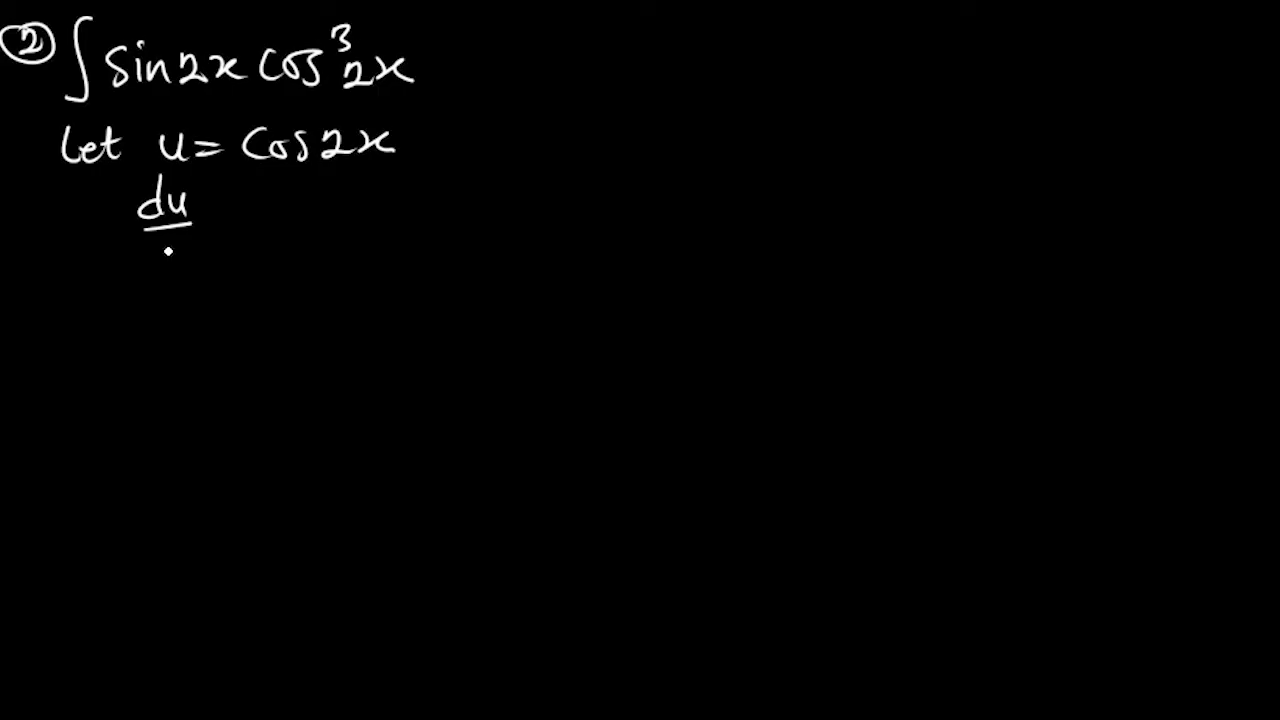 ② ∫ Sin2x Cos³2x
Let u = Cos2x
du